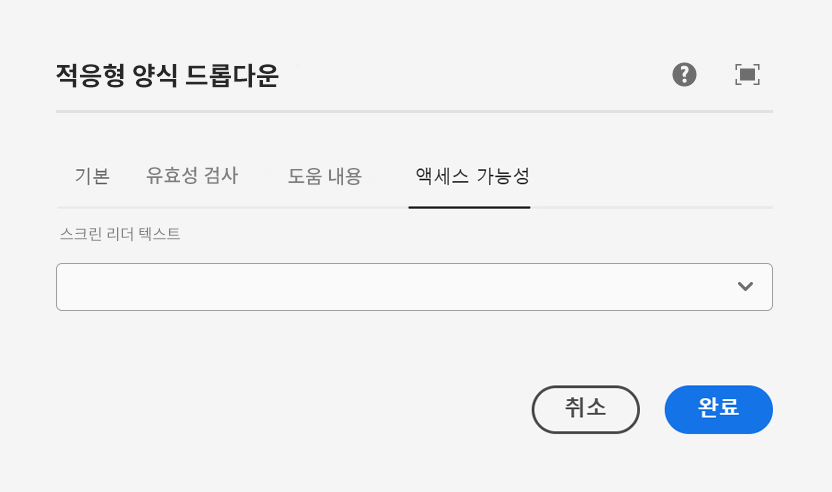 적응형 양식 드롭다운
기본 유효성 검사 도움 내용 액세스 가능성
스크린 리더 텍스트
취소 완료